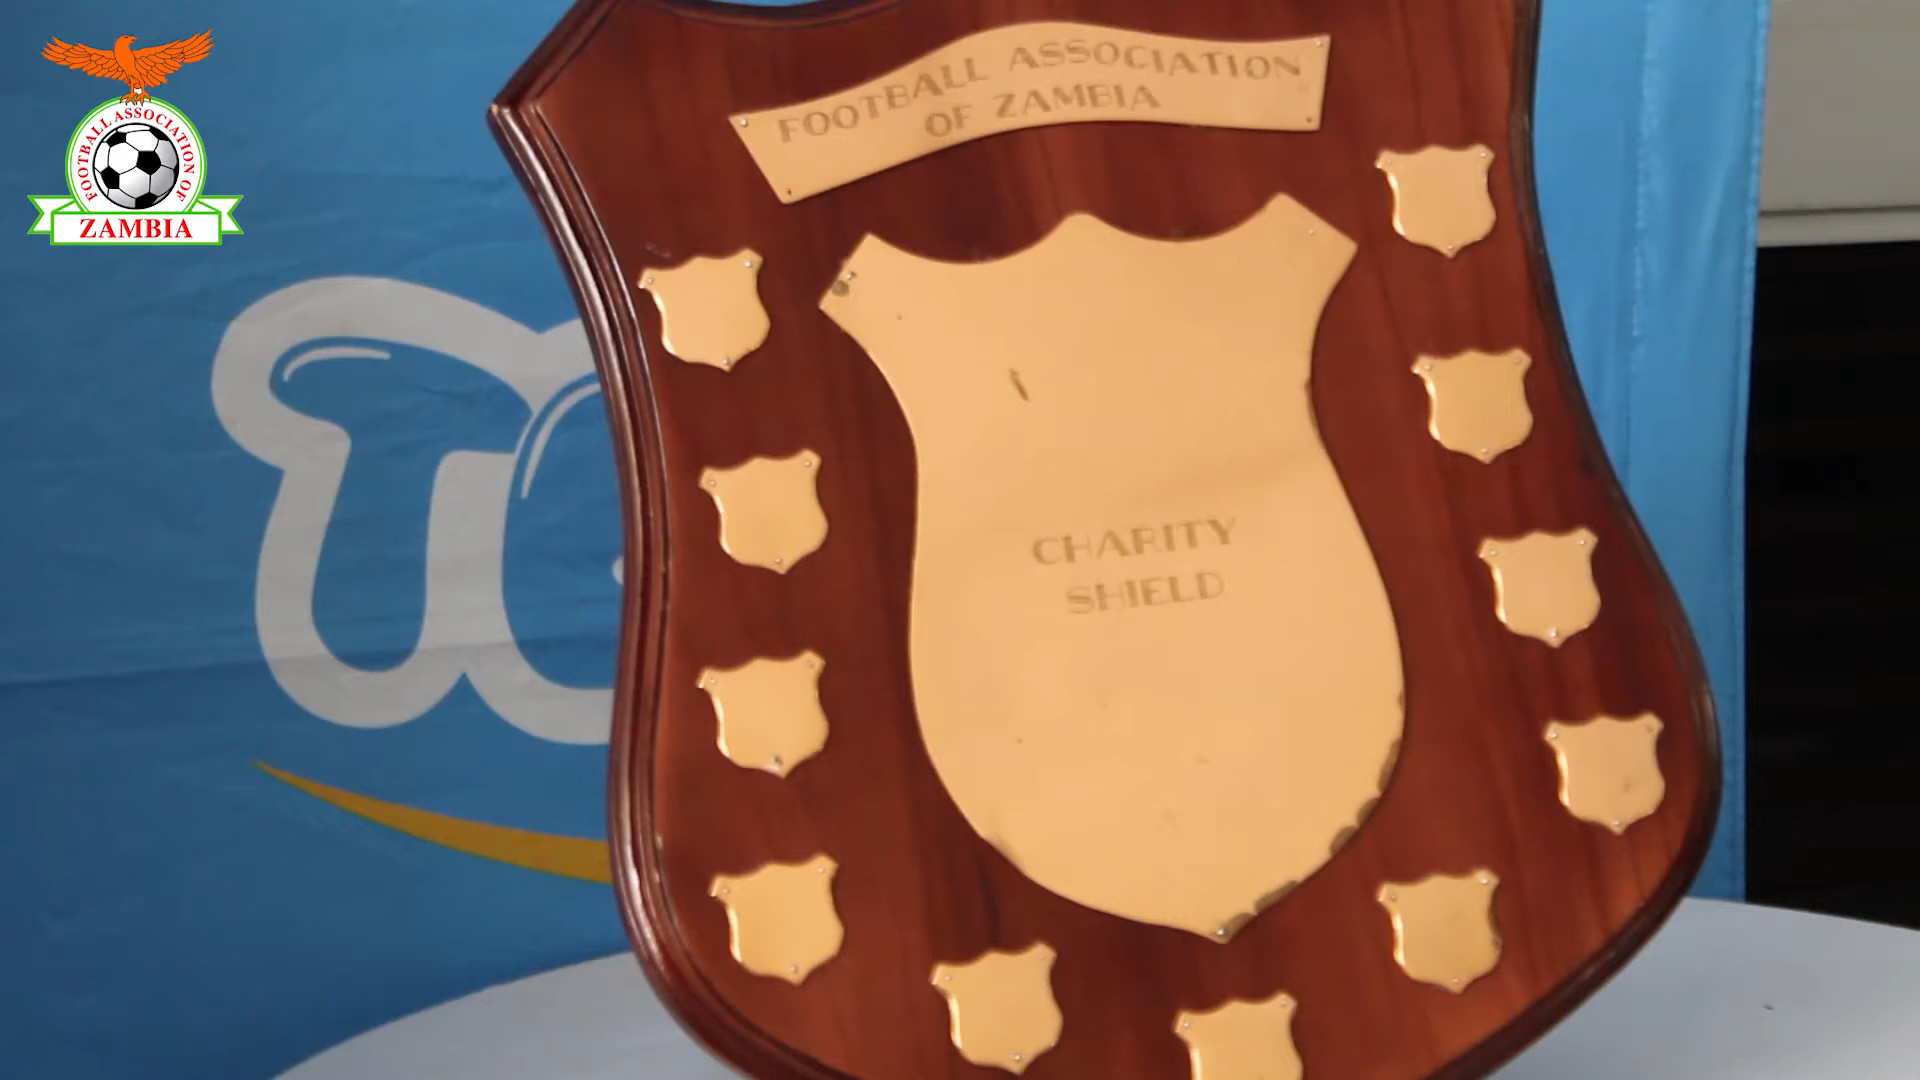 FOOTBALL ASSOCIATION OF
ZAMBIA
FOOTBALL ASSOCIATION
OF ZAMBIA
CHARITY
SHIELD